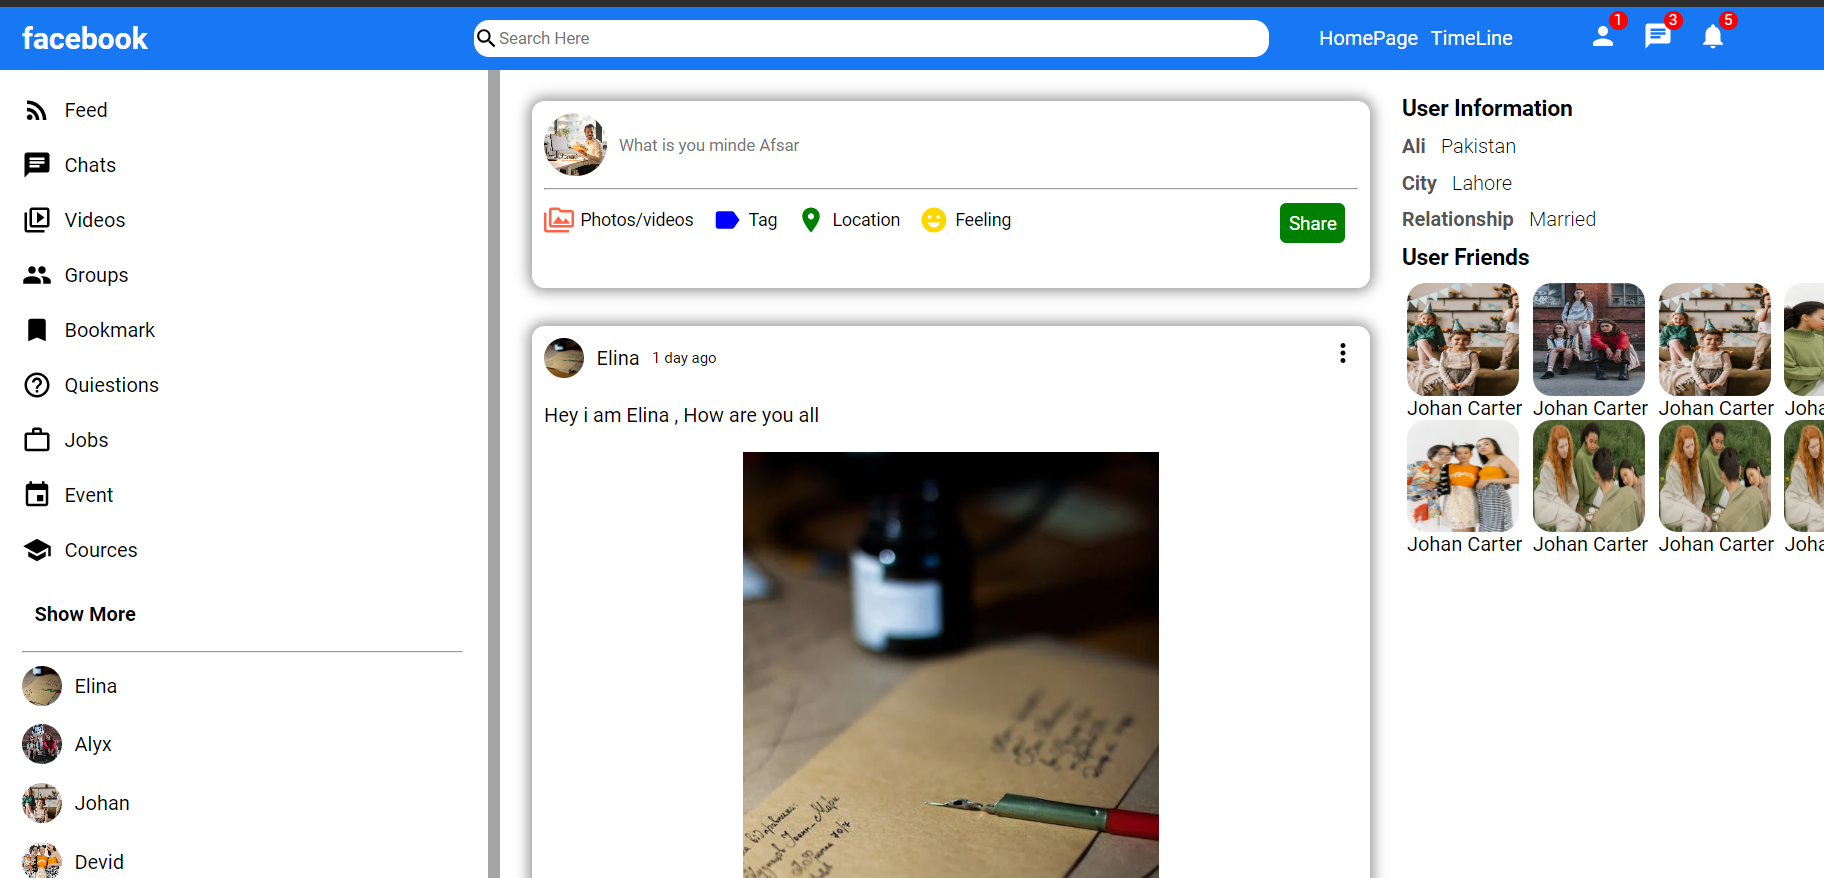 facebook
Search Here
HomePage TimeLine
1
3
5
Feed
Chats
Videos
Groups
Bookmark
Quiestions
Jobs
Event
Cources
Show More
Elina
Alyx
Johan
Devid
What is you minde Afsar
Photos/videos Tag Location Feeling
Share
Elina 1 day ago
Hey i am Elina , How are you all
User Information
Ali Pakistan
City Lahore
Relationship Married
User Friends
Johan Carter Johan Carter Johan Carter Joha
Johan Carter Johan Carter Johan Carter Joha